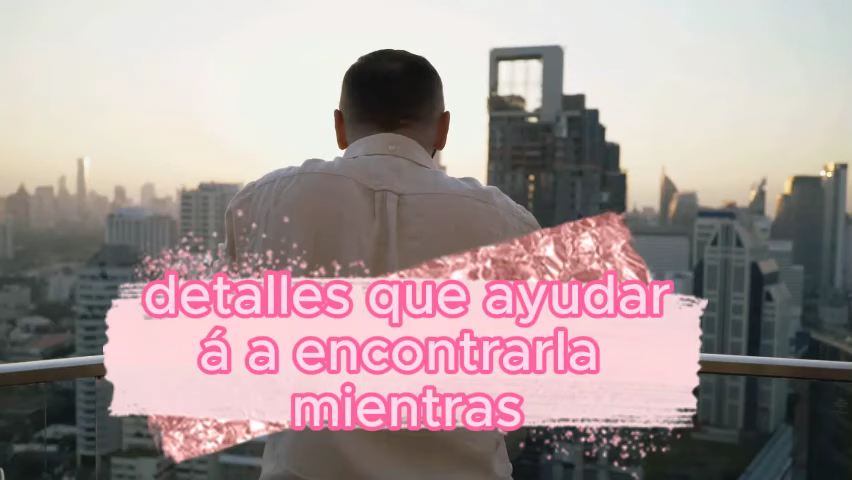 detalles que ayudar
á a encontrarla
mientras